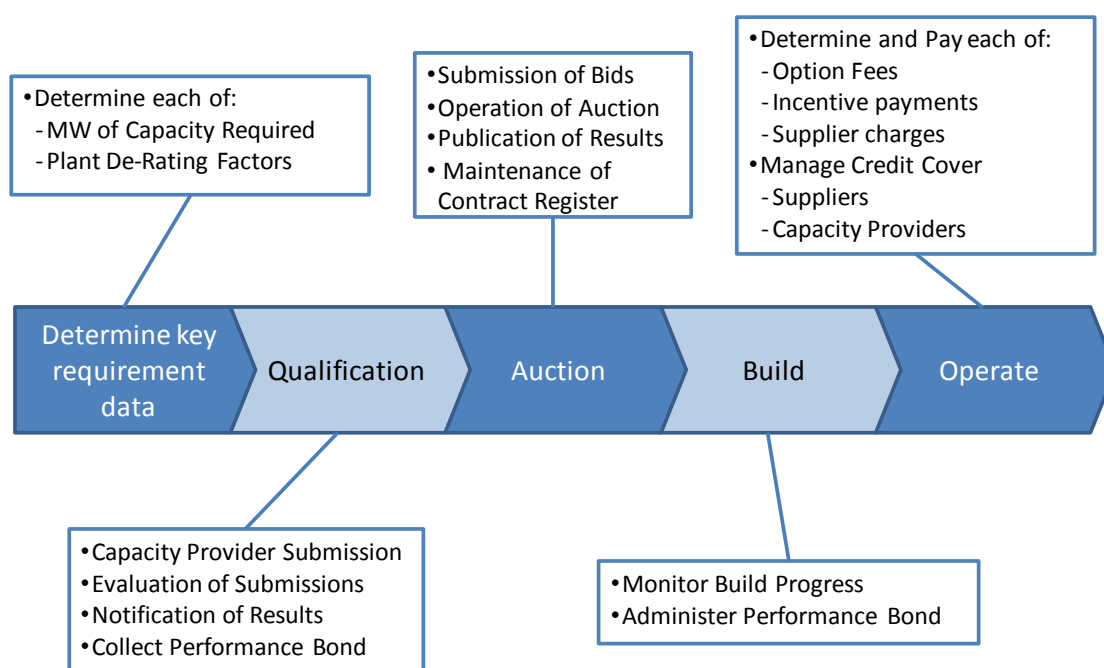 •Determine each of:
-MW of Capacity Required
-Plant De-Rating Factors
•Submission of Bids
•Operation of Auction
•Publication of Results
• Maintenance of
Contract Register
•Determine and Pay each of:
-Option Fees
-Incentive payments
-Supplier charges
•Manage Credit Cover
-Suppliers
-Capacity Providers
Determine key
requirement
data
Qualification
Auction
Build
Operate
•Capacity Provider Submission
•Evaluation of Submissions
•Notification of Results
•Collect Performance Bond
•Monitor Build Progress
•Administer Performance Bond